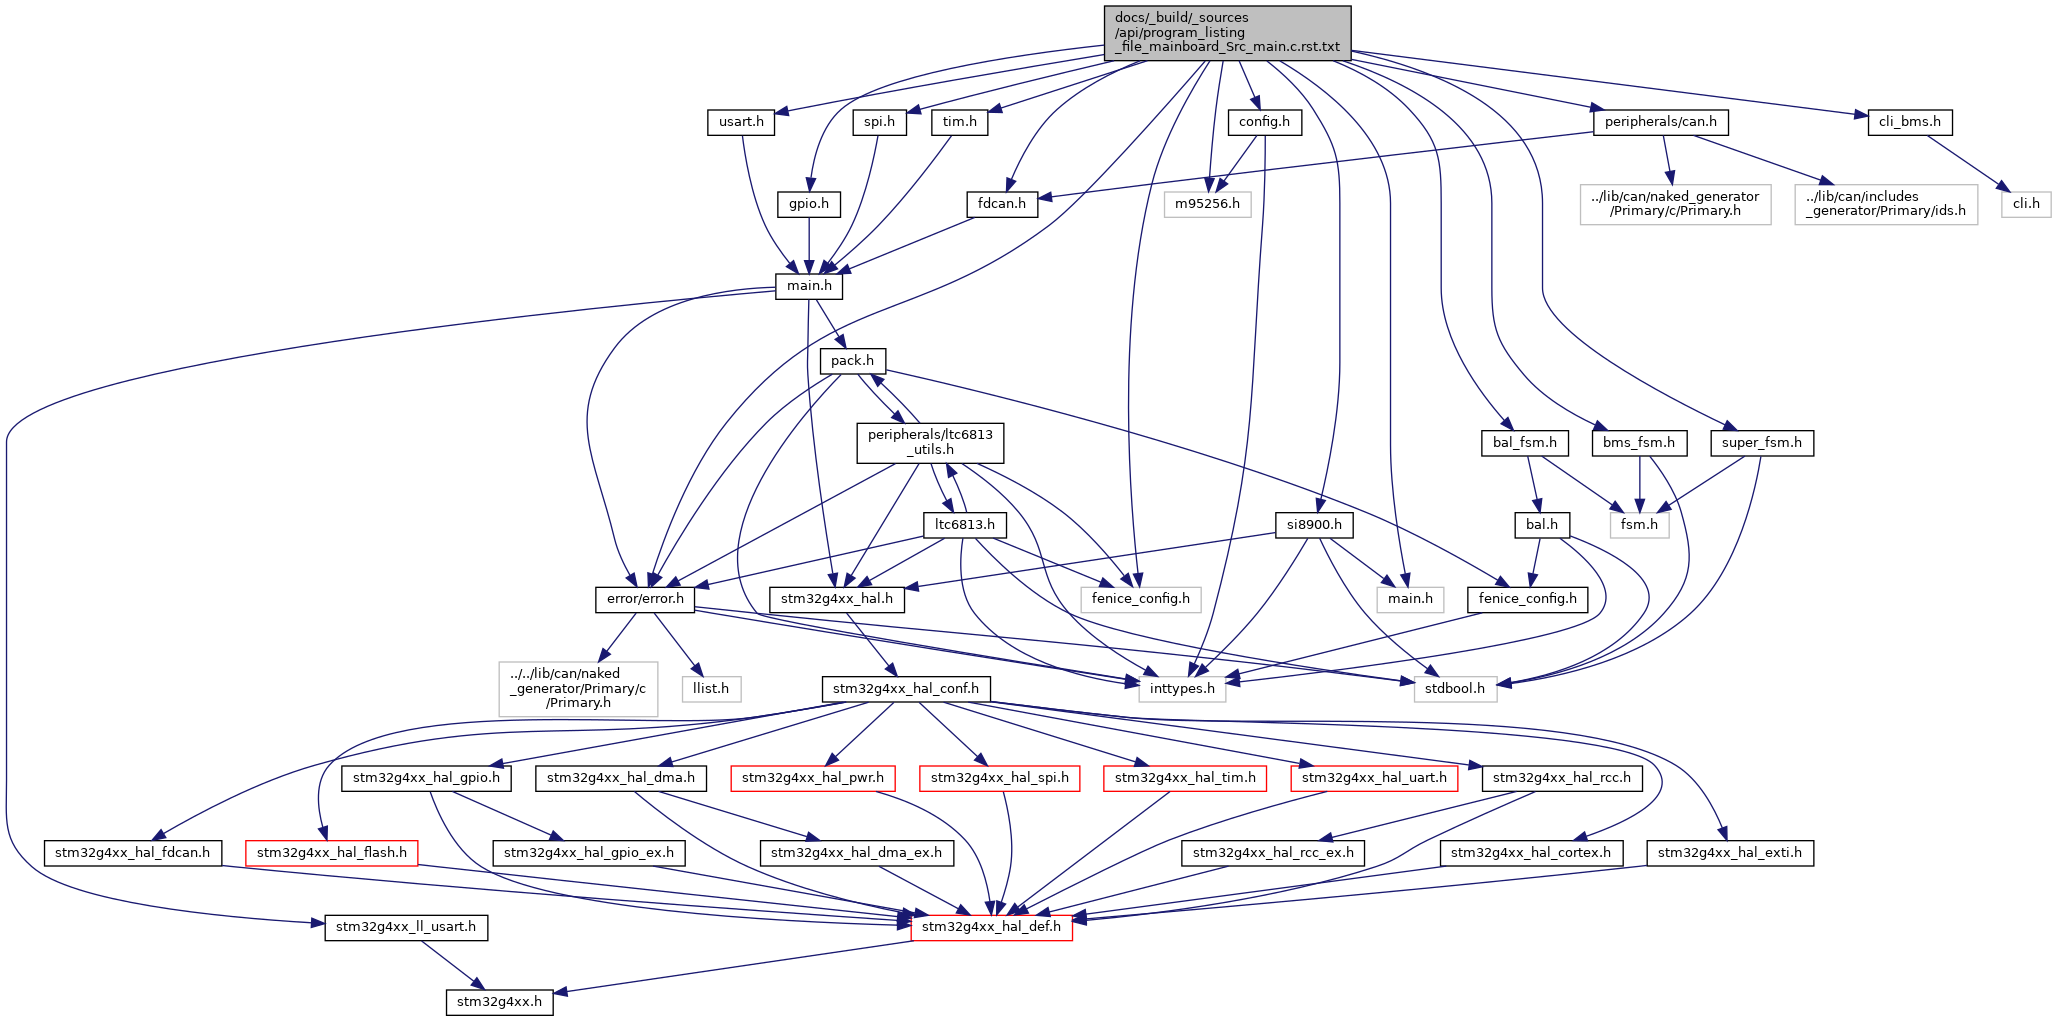 docs/_build/_sources
/api/program_listing
_file_mainboard_Src_main.c.rst.txt
usart.h
spi.h
tim.h
config.h
peripherals/can.h
cli_bms.h
gpio.h
fdcan.h
m95256.h
../lib/can/naked_generator
/Primary/c/Primary.h
../lib/can/includes
_generator/Primary/ids.h
cli.h
main.h
pack.h
peripherals/ltc6813
_utils.h
bal_fsm.h
bms_fsm.h
super_fsm.h
ltc6813.h
si8900.h
bal.h
fsm.h
error/error.h
stm32g4xx_hal.h
fenice_config.h
main.h
fenice_config.h
../../lib/can/naked
_generator/Primary/c
/Primary.h
llist.h
stm32g4xx_hal_conf.h
inttypes.h
stdbool.h
stm32g4xx_hal_gpio.h
stm32g4xx_hal_dma.h
stm32g4xx_hal_pwr.h
stm32g4xx_hal_spi.h
stm32g4xx_hal_tim.h
stm32g4xx_hal_uart.h
stm32g4xx_hal_rcc.h
stm32g4xx_hal_fdcan.h
stm32g4xx_hal_flash.h
stm32g4xx_hal_gpio_ex.h
stm32g4xx_hal_dma_ex.h
stm32g4xx_hal_rcc_ex.h
stm32g4xx_hal_cortex.h
stm32g4xx_hal_exti.h
stm32g4xx_ll_usart.h
stm32g4xx_hal_def.h
stm32g4xx.h